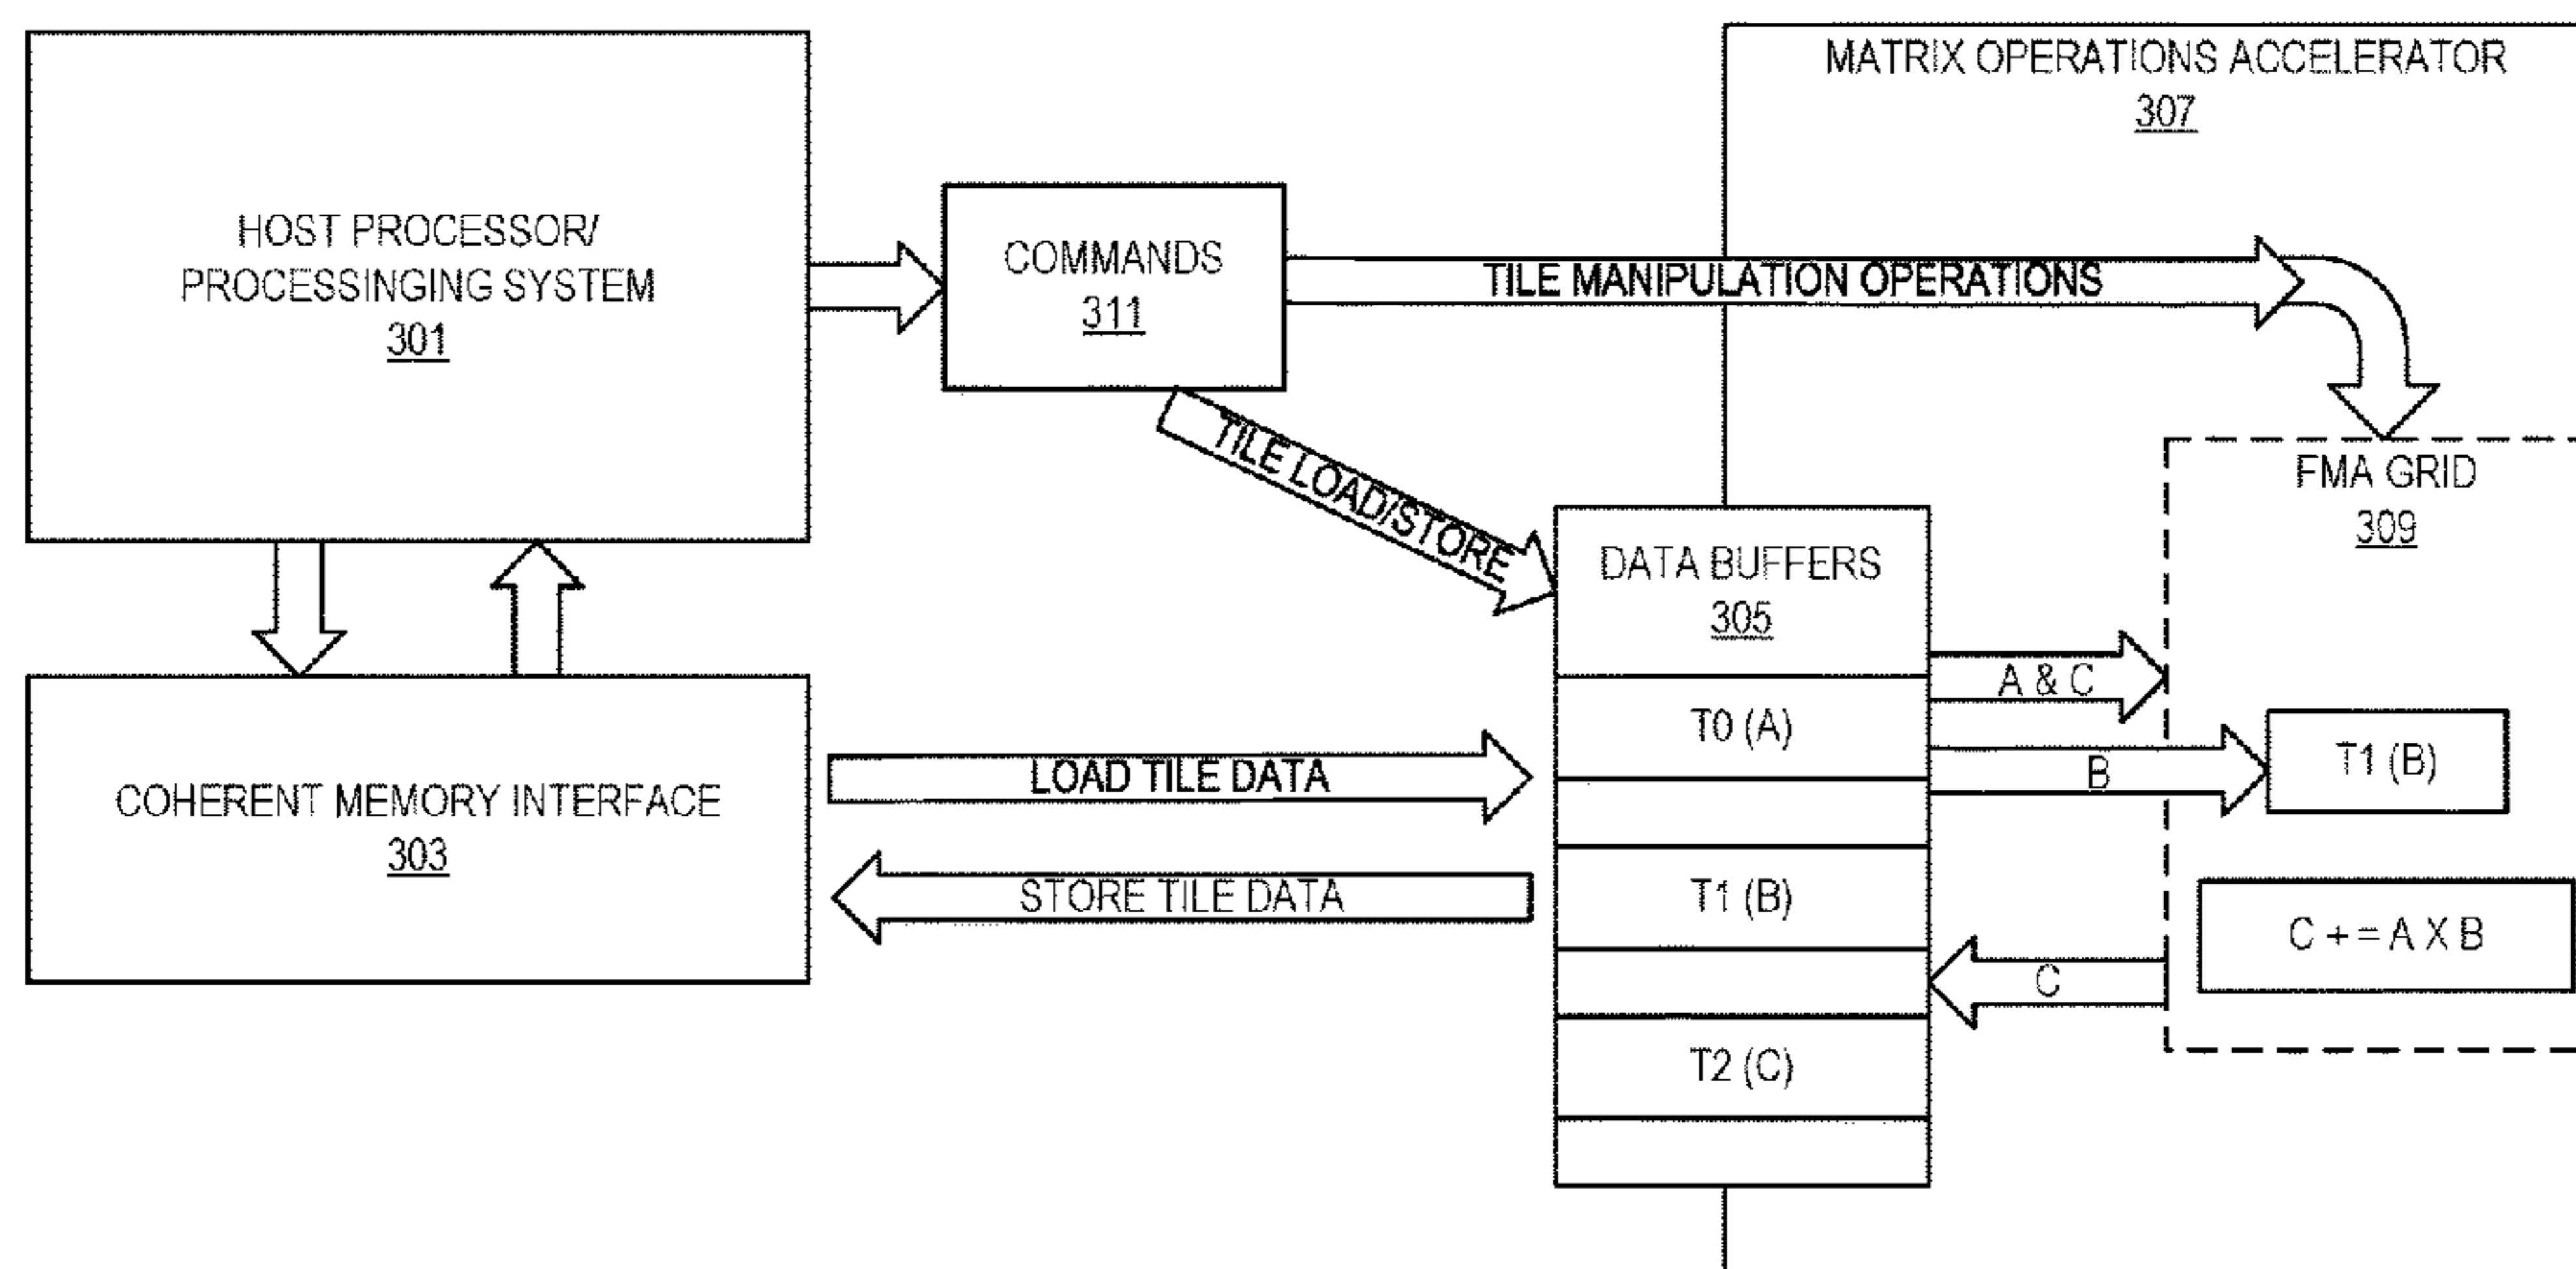 MATRIX OPERATIONS ACCELERATOR
307
HOST PROCESSOR/
PROCESSINGING SYSTEM
301
COMMANDS
311
TILE MANIPULATION OPERATIONS
TILE LOAD/STORE
FMA GRID
309
DATA BUFFERS
305
A & C
T0 (A)
B
T1 (B)
LOAD TILE DATA
COHERENT MEMORY INTERFACE
303
STORE TILE DATA
T1 (B)
C + = A X B
C
T2 (C)